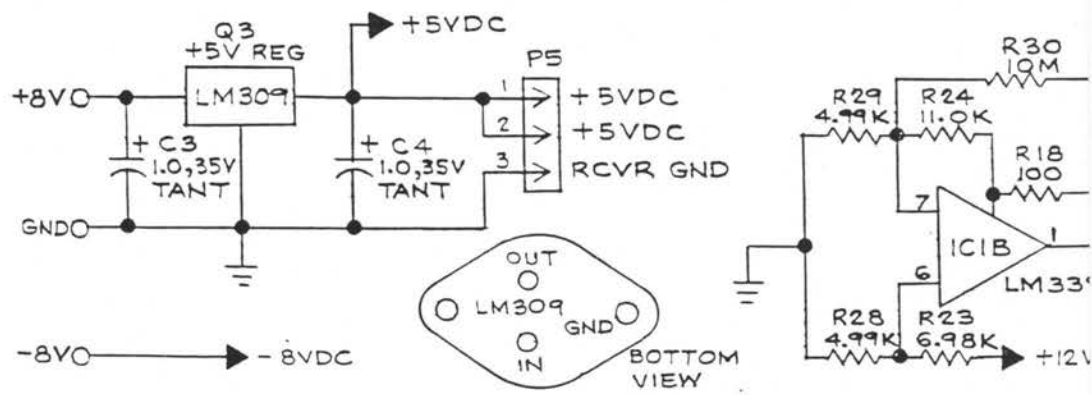 Q3
+5V REG
LM309
+8V
+ C3
1.0,35V
TANT
GND
-8V
-8VDC
+5VDC
+ C4
1.0,35V
TANT
P5
1
+5VDC
2
+5VDC
3
RCVR GND
OUT
LM309
GND
IN
BOTTOM
VIEW
R30
10M
R29
4.99K
R24
11.0K
R18
100
7
IC1B
1
6
LM339
R28
4.99K
R23
6.98K
+12V